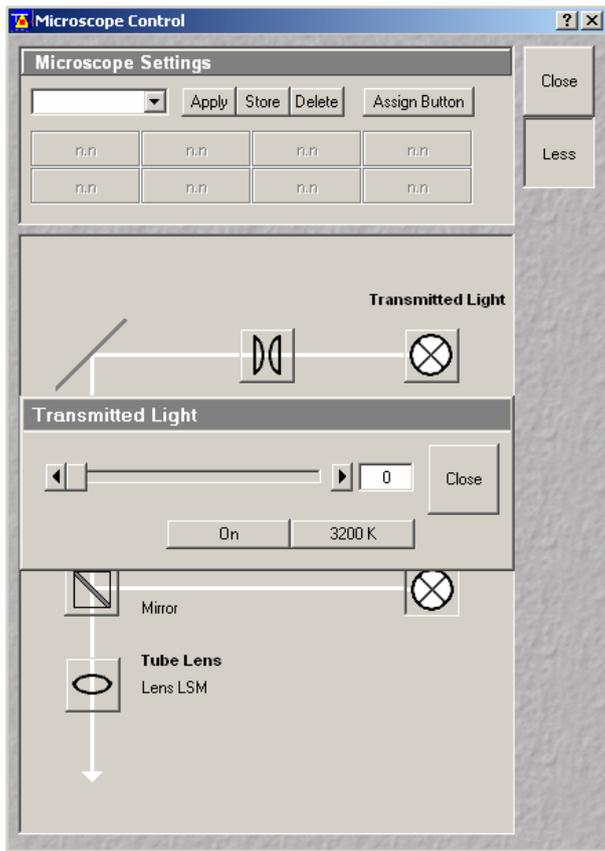 Microscope Control
Microscope Settings
Close
Apply Store Delete Assign Button
Less
n.n n.n n.n n.n
n.n n.n n.n n.n
Transmitted Light
Transmitted Light
0 Close
On 3200 K
Mirror
Tube Lens
Lens LSM